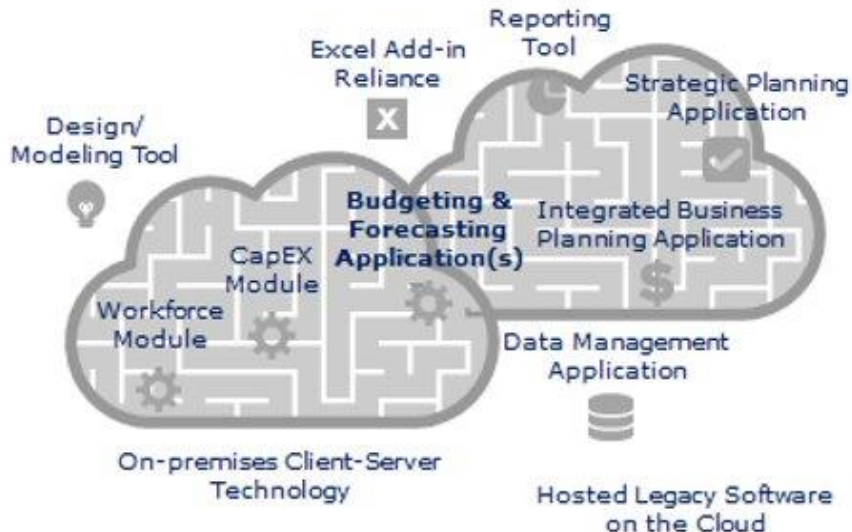 Reporting
Tool
Excel Add-in
Reliance
Strategic Planning
Application
Design/
Modeling Tool
X
Budgeting &
Forecasting
Application(s)
Integrated Business
Planning Application
CapEX
Module
$
Workforce
Module
Data Management
Application
On-premises Client-Server
Technology
Hosted Legacy Software
on the Cloud